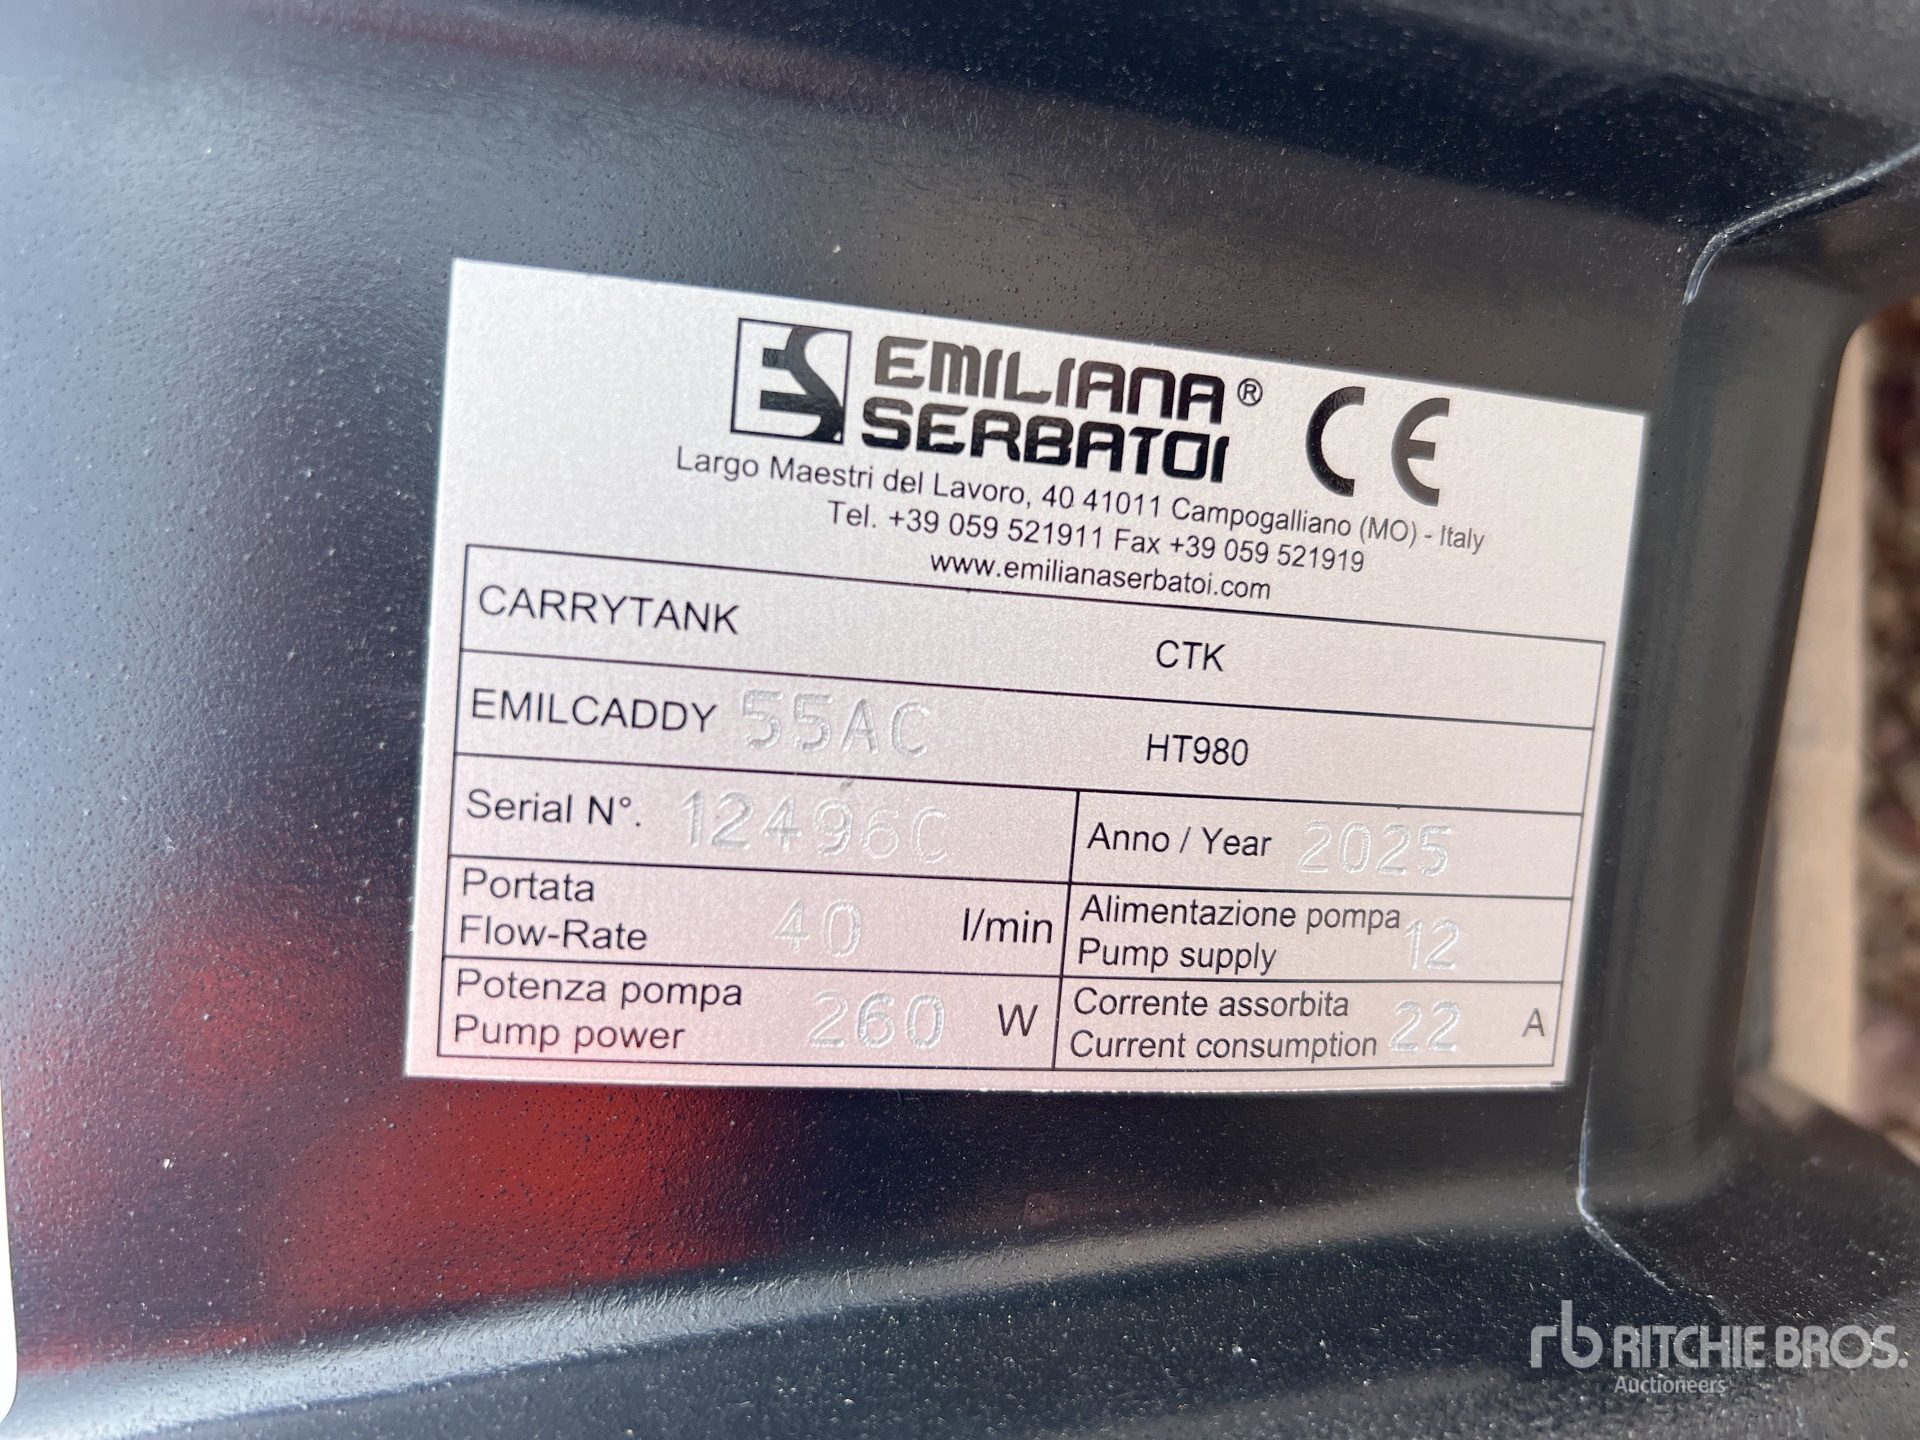 EMILIANA®
SERBATOI
CE
Largo Maestri del Lavoro, 40 41011 Campogalliano (MO) - Italy
Tel. +39 059 521911 Fax +39 059 521919
www.emilianaserbatoi.com
CARRYTANK CTK
EMILCADDY 55AC HT980
Serial N°. 12496C Anno / Year 2025
Portata
Flow-Rate 40 l/min
Alimentazione pompa
Pump supply 12
Potenza pompa
Pump power 260 W
Corrente assorbita
Current consumption 22 A
rb RITCHIE BROS.
Auctioneers